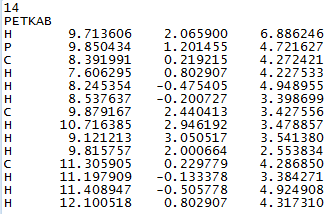 14
PETKAB
H 9.713606 2.065900 6.886246
P 9.850434 1.201455 4.721627
C 8.391991 0.219215 4.272421
H 7.606295 0.802907 4.227533
H 8.245354 -0.475405 4.948955
H 8.537637 -0.200727 3.398699
C 9.879167 2.440413 3.427556
H 10.716385 2.946192 3.478857
H 9.121213 3.050517 3.541380
H 9.815757 2.000664 2.553834
C 11.305905 0.229779 4.286850
H 11.197909 -0.133378 3.384271
H 11.408947 -0.505778 4.924908
H 12.100518 0.802907 4.317310